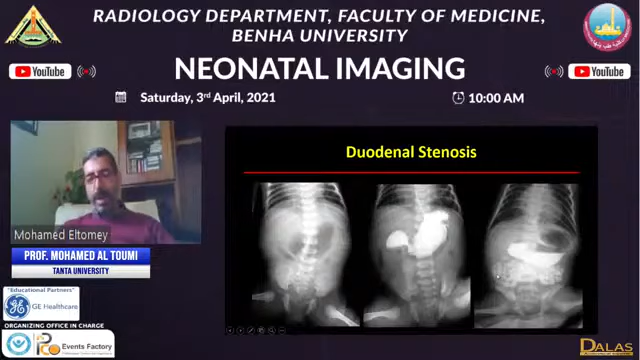 RADIOLOGY DEPARTMENT, FACULTY OF MEDICINE,
BENHA UNIVERSITY
YouTube
NEONATAL IMAGING
YouTube
Saturday, 3rd April, 2021
10:00 AM
Duodenal Stenosis
Mohamed Eltomey
PROF. MOHAMED AL TOUMI
TANTA UNIVERSITY
"Educational Partners"
GE Healthcare
ORGANIZING OFFICE IN CHARGE
Events Factory
DALAS